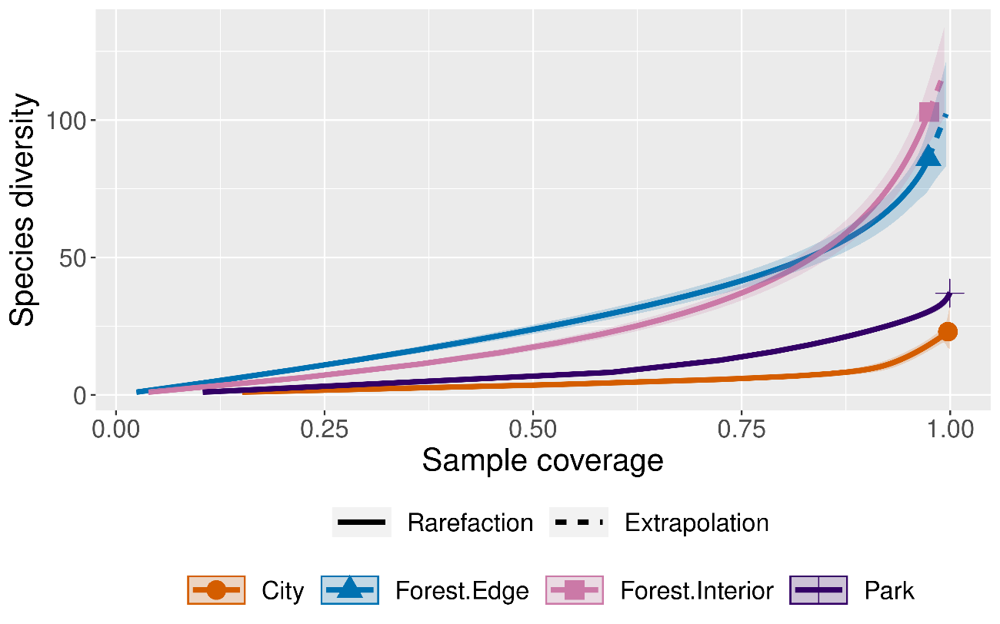 Species diversity
100
50
0
0.00 0.25 0.50 0.75 1.00
Sample coverage
Rarefaction Extrapolation
City Forest.Edge Forest.Interior Park